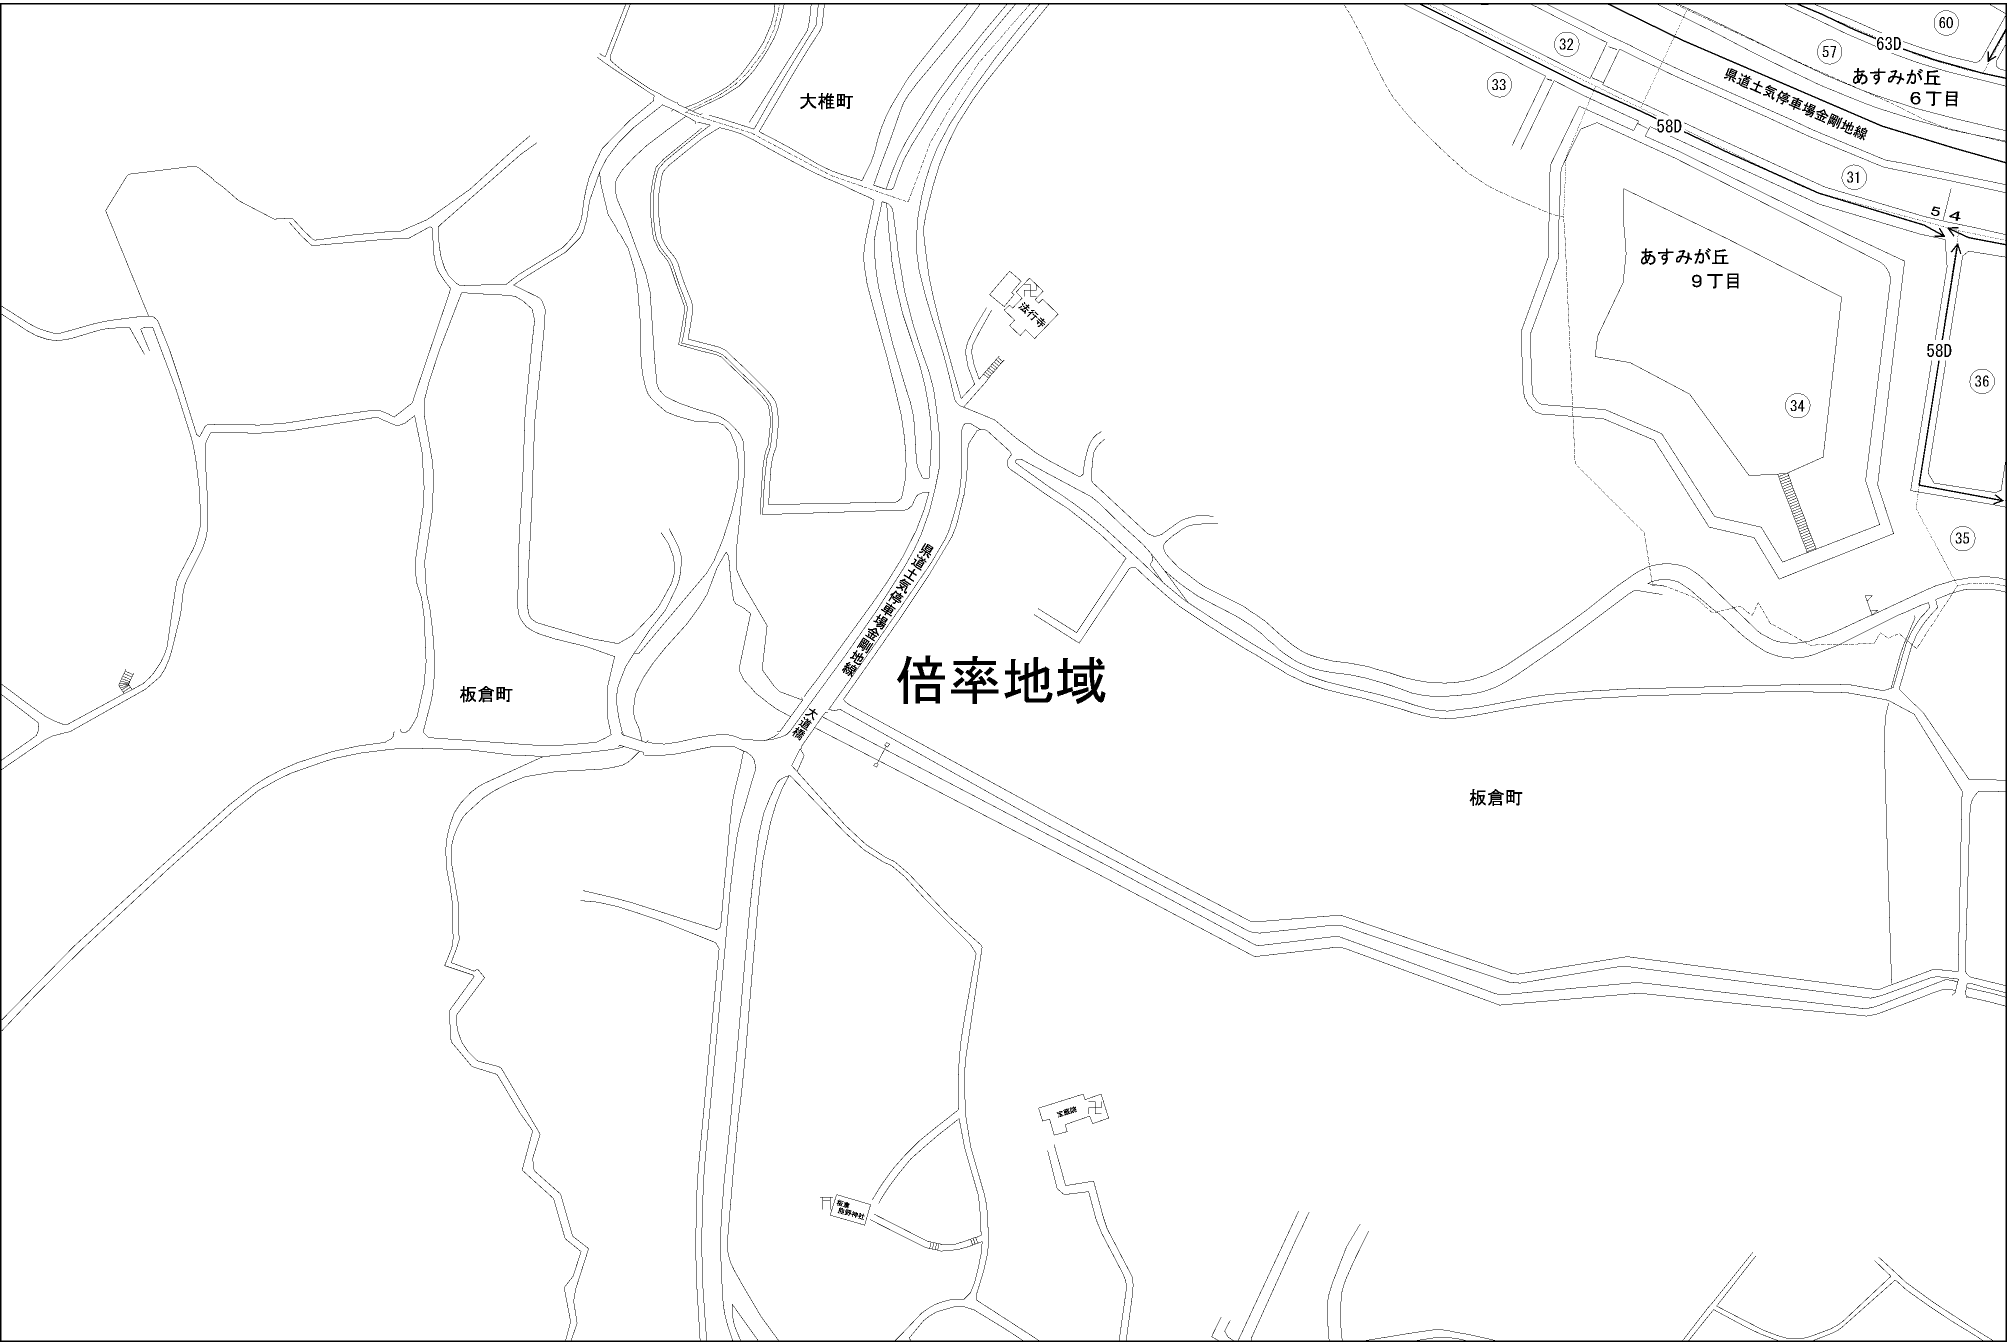 60
32
63D
57
あすみが丘
６丁目
33
県道土気停車場金剛地線
大椎町
58D
31
5 4
あすみが丘
９丁目
法行寺
58D
36
34
35
県道土気停車場金剛地線
倍率地域
板倉町
大道橋
板倉町